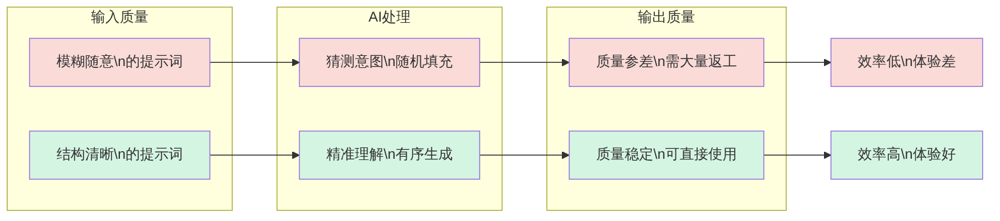 输入质量
AI处理
输出质量
模糊随意\n的提示词
猜测意图\n随机填充
质量参差\n需大量返工
效率低\n体验差
结构清晰\n的提示词
精准理解\n有序生成
质量稳定\n可直接使用
效率高\n体验好